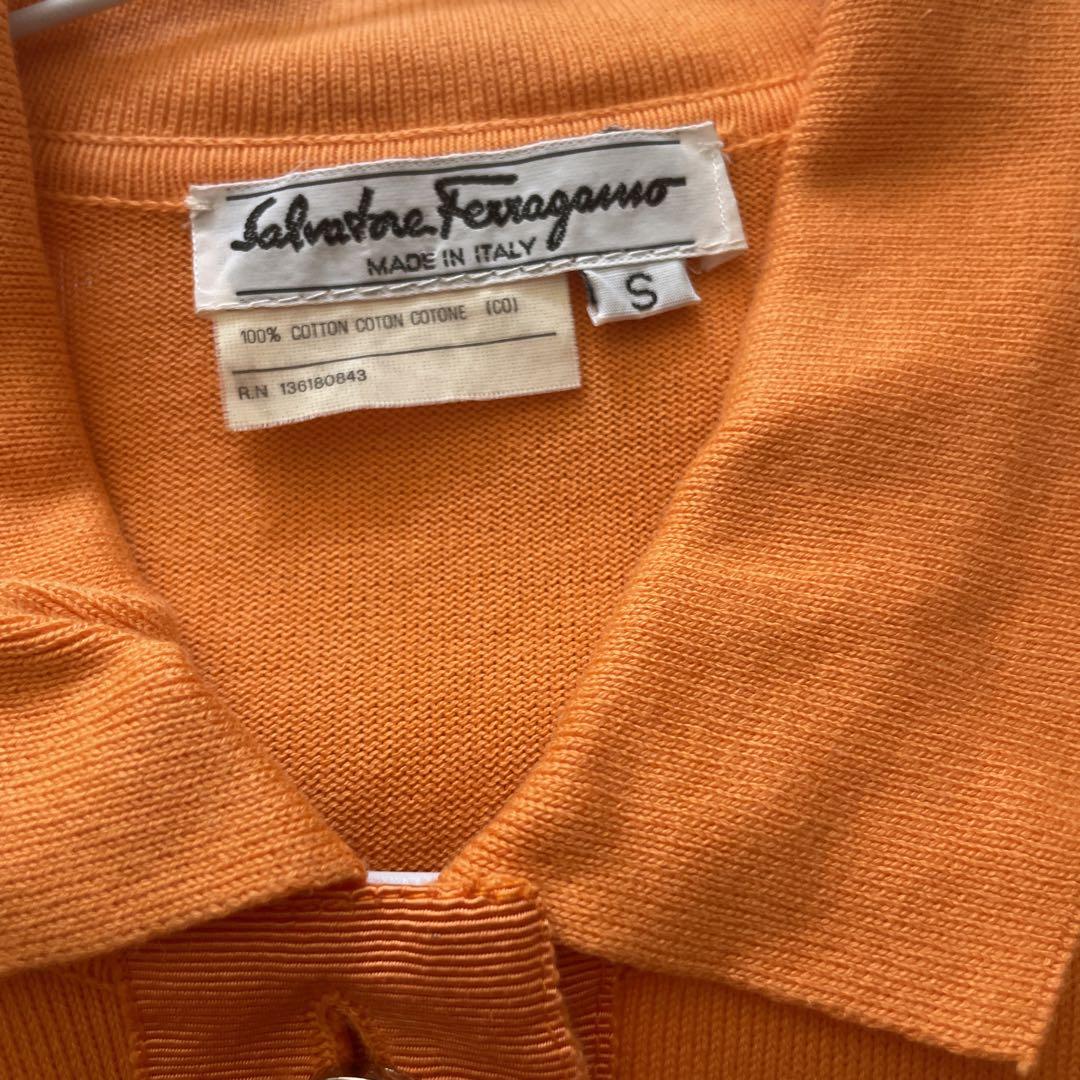 Salvatore Ferragamo
MADE IN ITALY
S
100% COTTON COTON COTONE (CO)
R.N 136180843